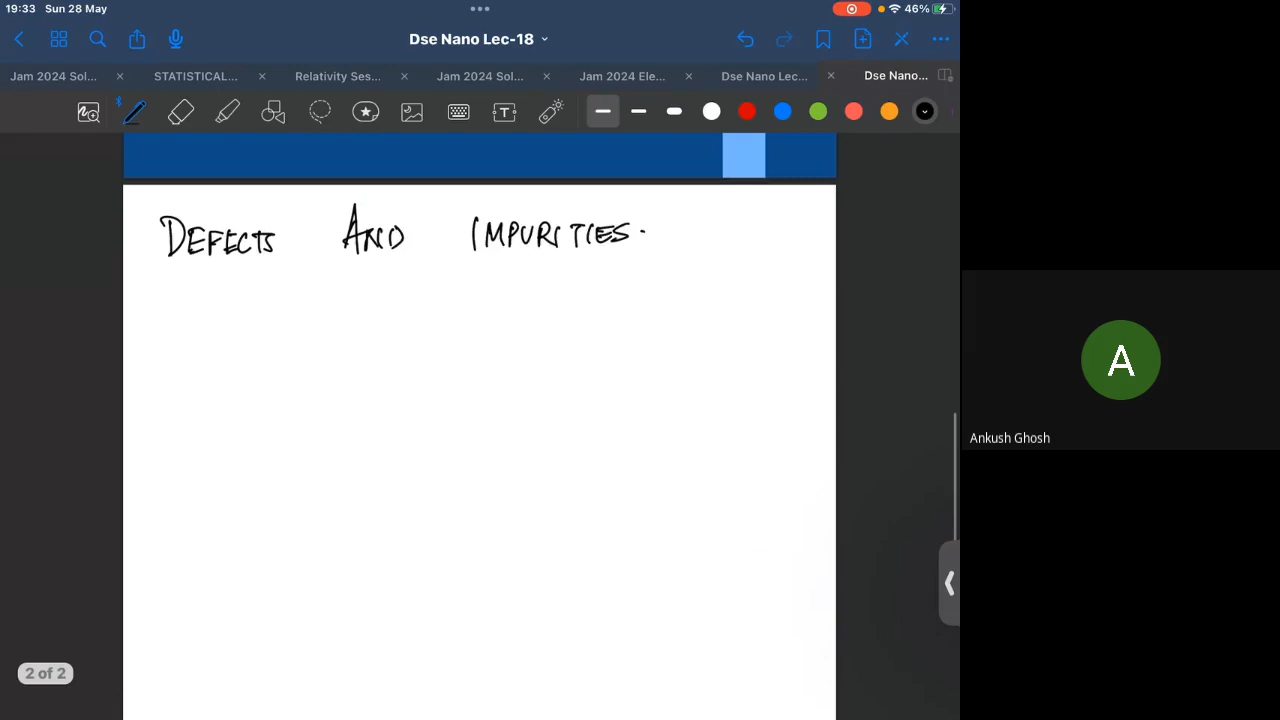 19:33 Sun 28 May
46%
Dse Nano Lec-18
Jam 2024 Sol...
STATISTICAL...
Relativity Ses...
Jam 2024 Sol...
Jam 2024 Ele...
Dse Nano Lec...
Dse Nano...
DEFECTS AND IMPURITIES.
A
Ankush Ghosh
2 of 2